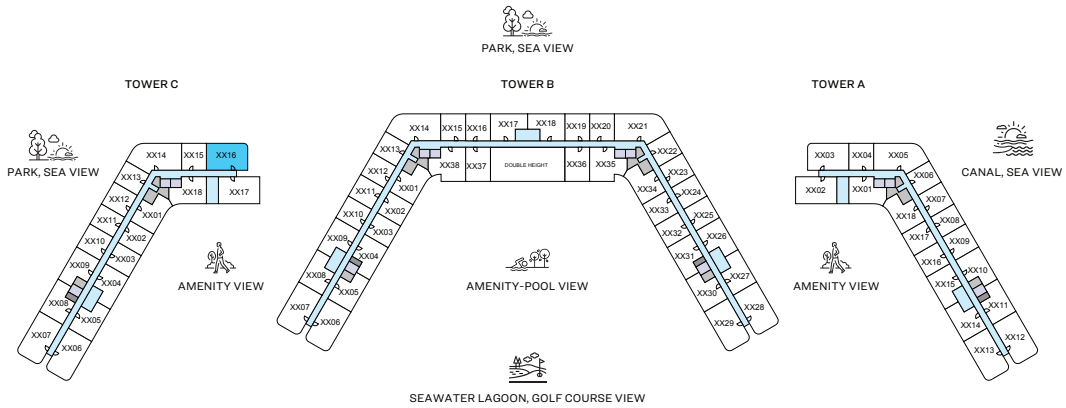 PARK, SEA VIEW
TOWER C
TOWER B
TOWER A
PARK, SEA VIEW
CANAL, SEA VIEW
XX14
XX15
XX16
XX13
XX12
XX11
XX10
XX09
XX08
XX07
XX06
XX05
XX04
XX03
XX02
XX01
XX18
XX17
AMENITY VIEW
XX14
XX15
XX16
XX17
XX18
XX19
XX20
XX21
XX13
XX12
XX11
XX10
XX09
XX08
XX07
XX06
XX05
XX04
XX03
XX02
XX01
XX38
XX37
DOUBLE HEIGHT
XX36
XX35
XX22
XX23
XX24
XX25
XX26
XX27
XX28
XX29
XX30
XX31
XX32
XX33
XX34
AMENITY-POOL VIEW
XX03
XX04
XX05
XX02
XX01
XX06
XX07
XX08
XX09
XX10
XX11
XX12
XX13
XX14
XX15
XX16
XX17
XX18
AMENITY VIEW
SEAWATER LAGOON, GOLF COURSE VIEW